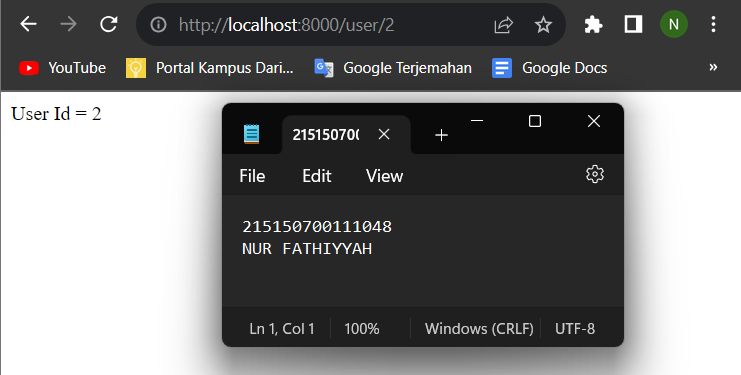 http://localhost:8000/user/2
N
YouTube
Portal Kampus Dari...
Google Terjemahan
Google Docs
»
User Id = 2
215150700
File
Edit
View
215150700111048
NUR FATHIYYAH
Ln 1, Col 1
100%
Windows (CRLF)
UTF-8